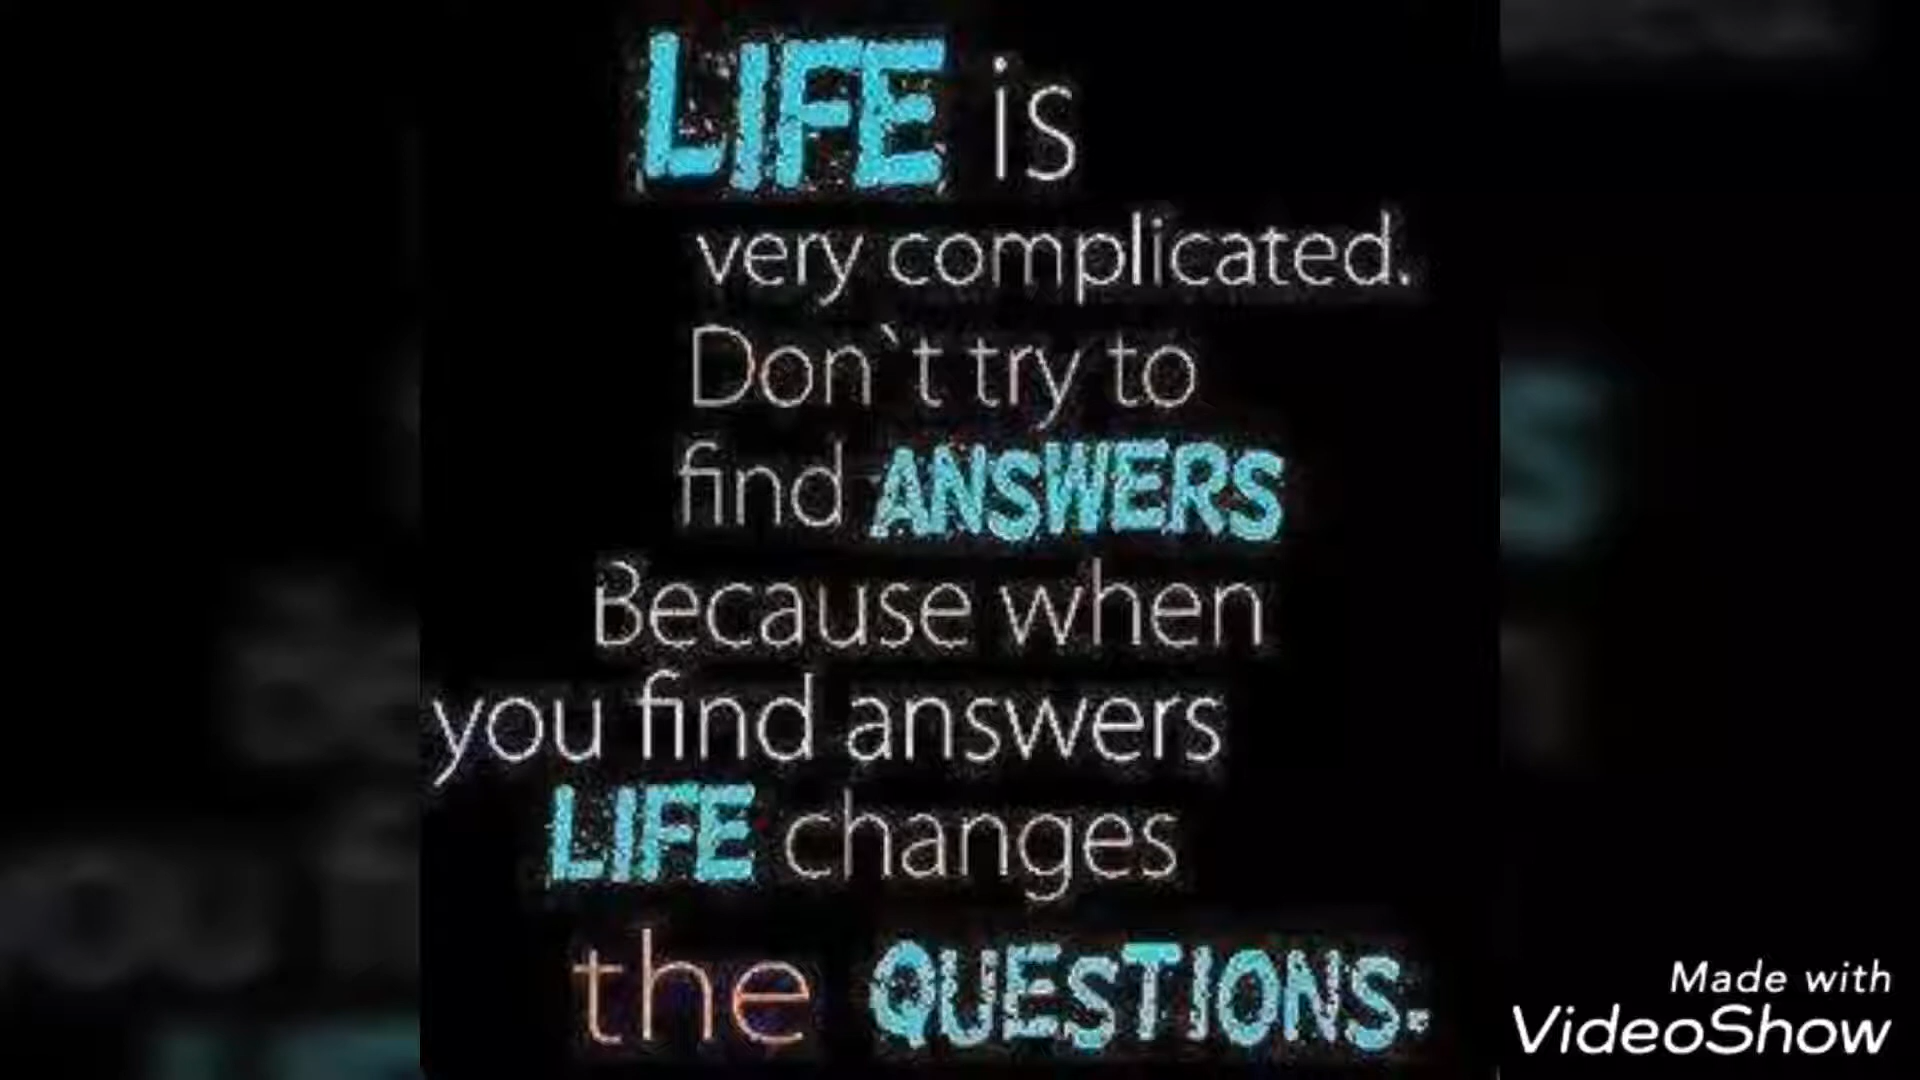 LIFE is
very complicated.
Don`t try to
find ANSWERS
Because when
you find answers
LIFE changes
the QUESTIONS.
Made with
VideoShow